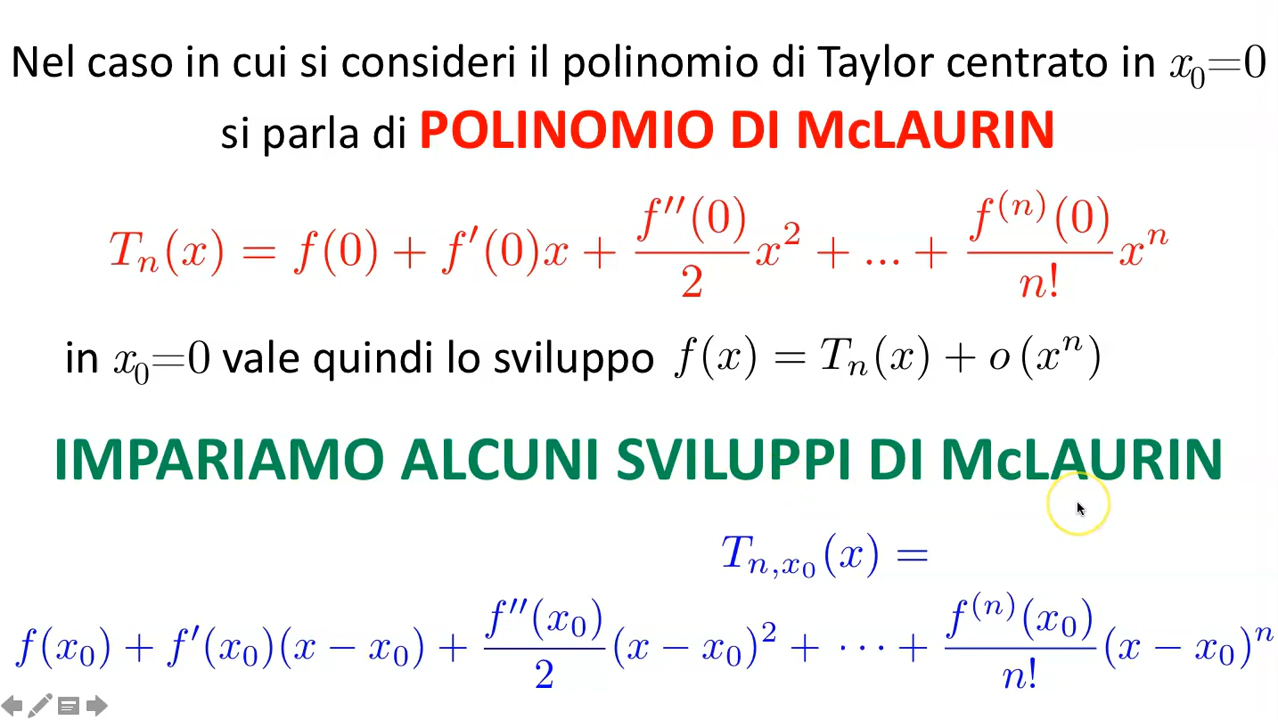 Nel caso in cui si consideri il polinomio di Taylor centrato in x₀=0
si parla di POLINOMIO DI McLAURIN
Tₙ(x) = f(0) + f′(0)x + f″(0)/2 x² + ... + f⁽ⁿ⁾(0)/n! xⁿ
in x₀=0 vale quindi lo sviluppo f(x) = Tₙ(x) + o (xⁿ)
IMPARIAMO ALCUNI SVILUPPI DI McLAURIN
Tₙ,ₓ₀(x) =
f(x₀) + f′(x₀)(x − x₀) + f″(x₀)/2 (x − x₀)² + ⋯ + f⁽ⁿ⁾(x₀)/n! (x − x₀)ⁿ